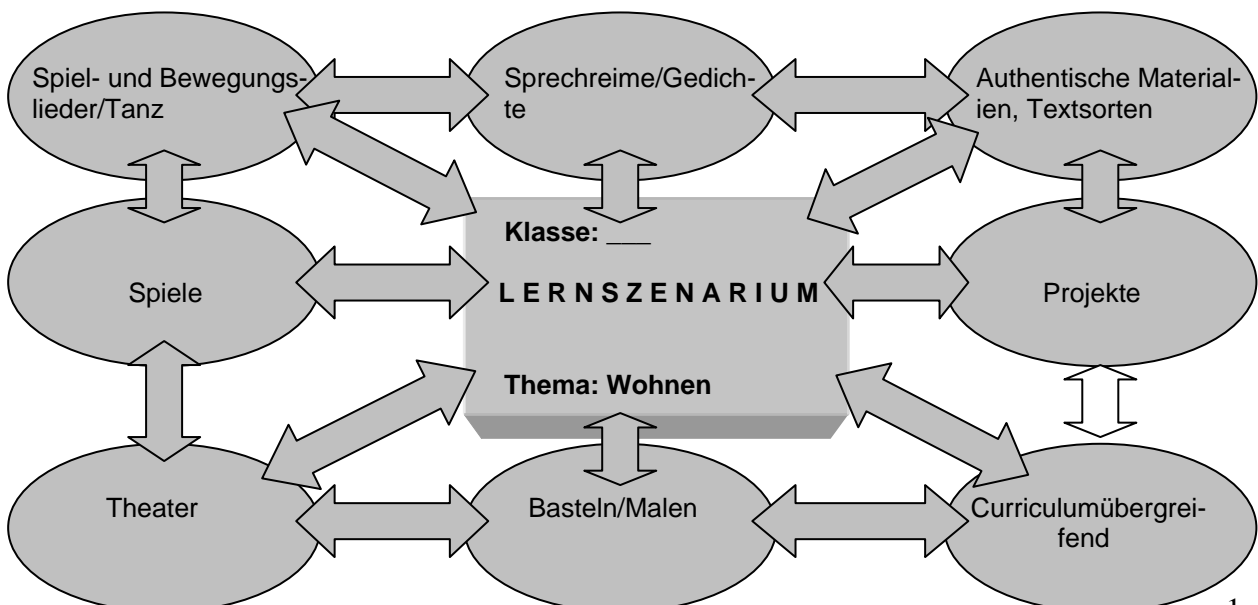 Spiel- und Bewegungs-
lieder/Tanz
Sprechreime/Gedich-
te
Authentische Material-
ien, Textsorten
Klasse: ___
Spiele
LERNSZENARIUM
Projekte
Thema: Wohnen
Theater
Basteln/Malen
Curriculumübergrei-
fend
1